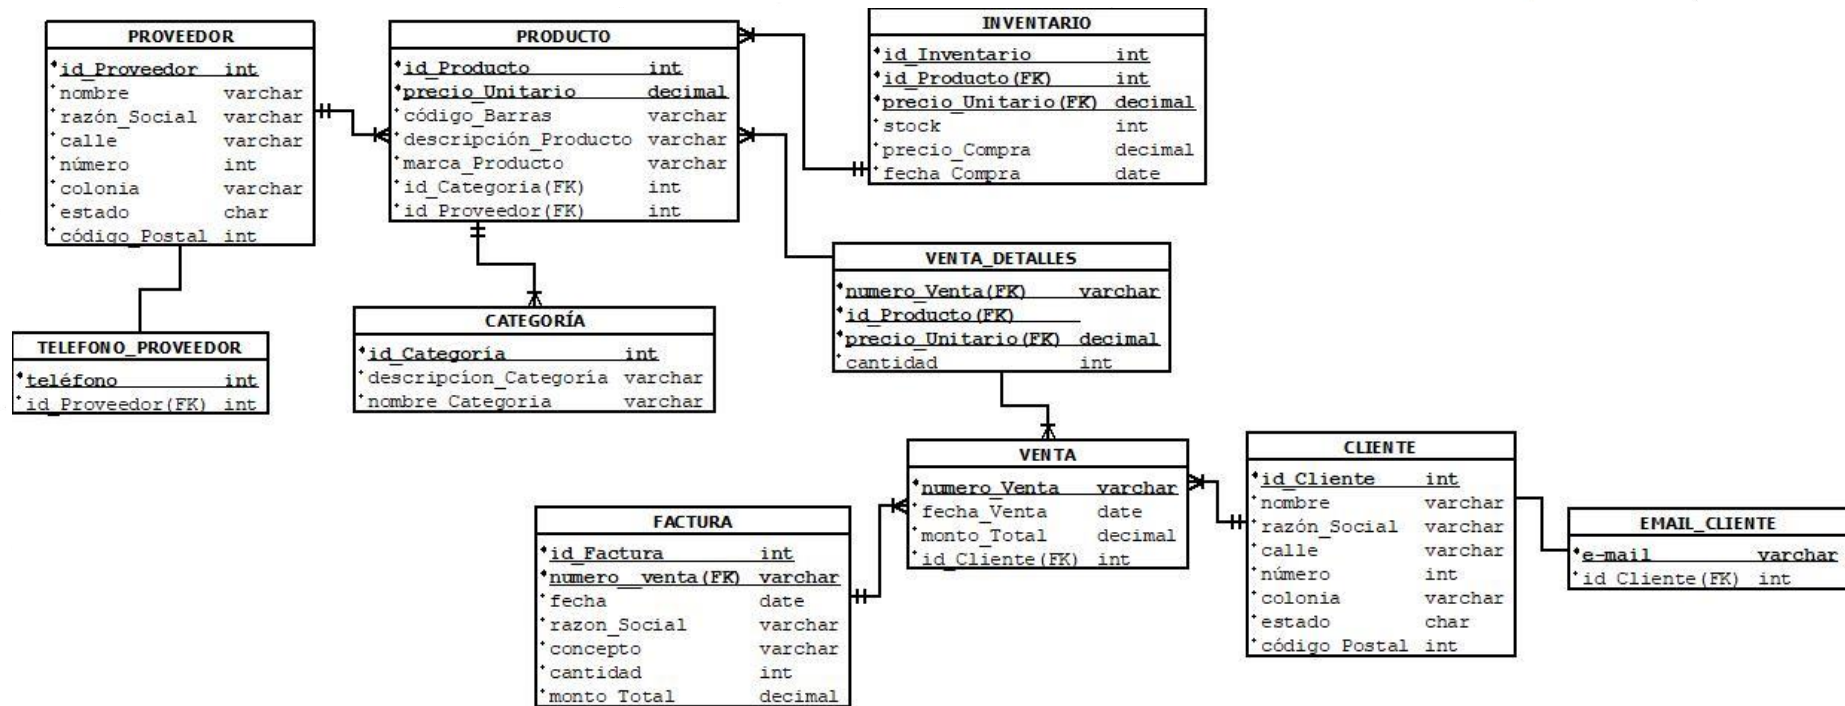 PROVEEDOR
id_Proveedor int
nombre varchar
razón_Social varchar
calle varchar
número int
colonia varchar
estado char
código_Postal int
PRODUCTO
id_Producto int
precio_Unitario decimal
código_Barras varchar
descripción_Producto varchar
marca_Producto varchar
id_Categoria(FK) int
id_Proveedor(FK) int
INVENTARIO
id_Inventario int
id_Producto(FK) int
precio_Unitario(FK) decimal
stock int
precio_Compra decimal
fecha_Compra date
TELEFONO_PROVEEDOR
teléfono int
id_Proveedor(FK) int
CATEGORÍA
id_Categoría int
descripcíon_Categoría varchar
nombre_Categoria varchar
VENTA_DETALLES
numero_Venta(FK) varchar
id_Producto(FK)
precio_Unitario(FK) decimal
cantidad int
VENTA
numero_Venta varchar
fecha_Venta date
monto_Total decimal
id_Cliente(FK) int
CLIENTE
id_Cliente int
nombre varchar
razón_Social varchar
calle varchar
número int
colonia varchar
estado char
código_Postal int
EMAIL_CLIENTE
e-mail varchar
id_Cliente(FK) int
FACTURA
id_Factura int
numero__venta(FK) varchar
fecha date
razon_Social varchar
concepto varchar
cantidad int
monto_Total decimal